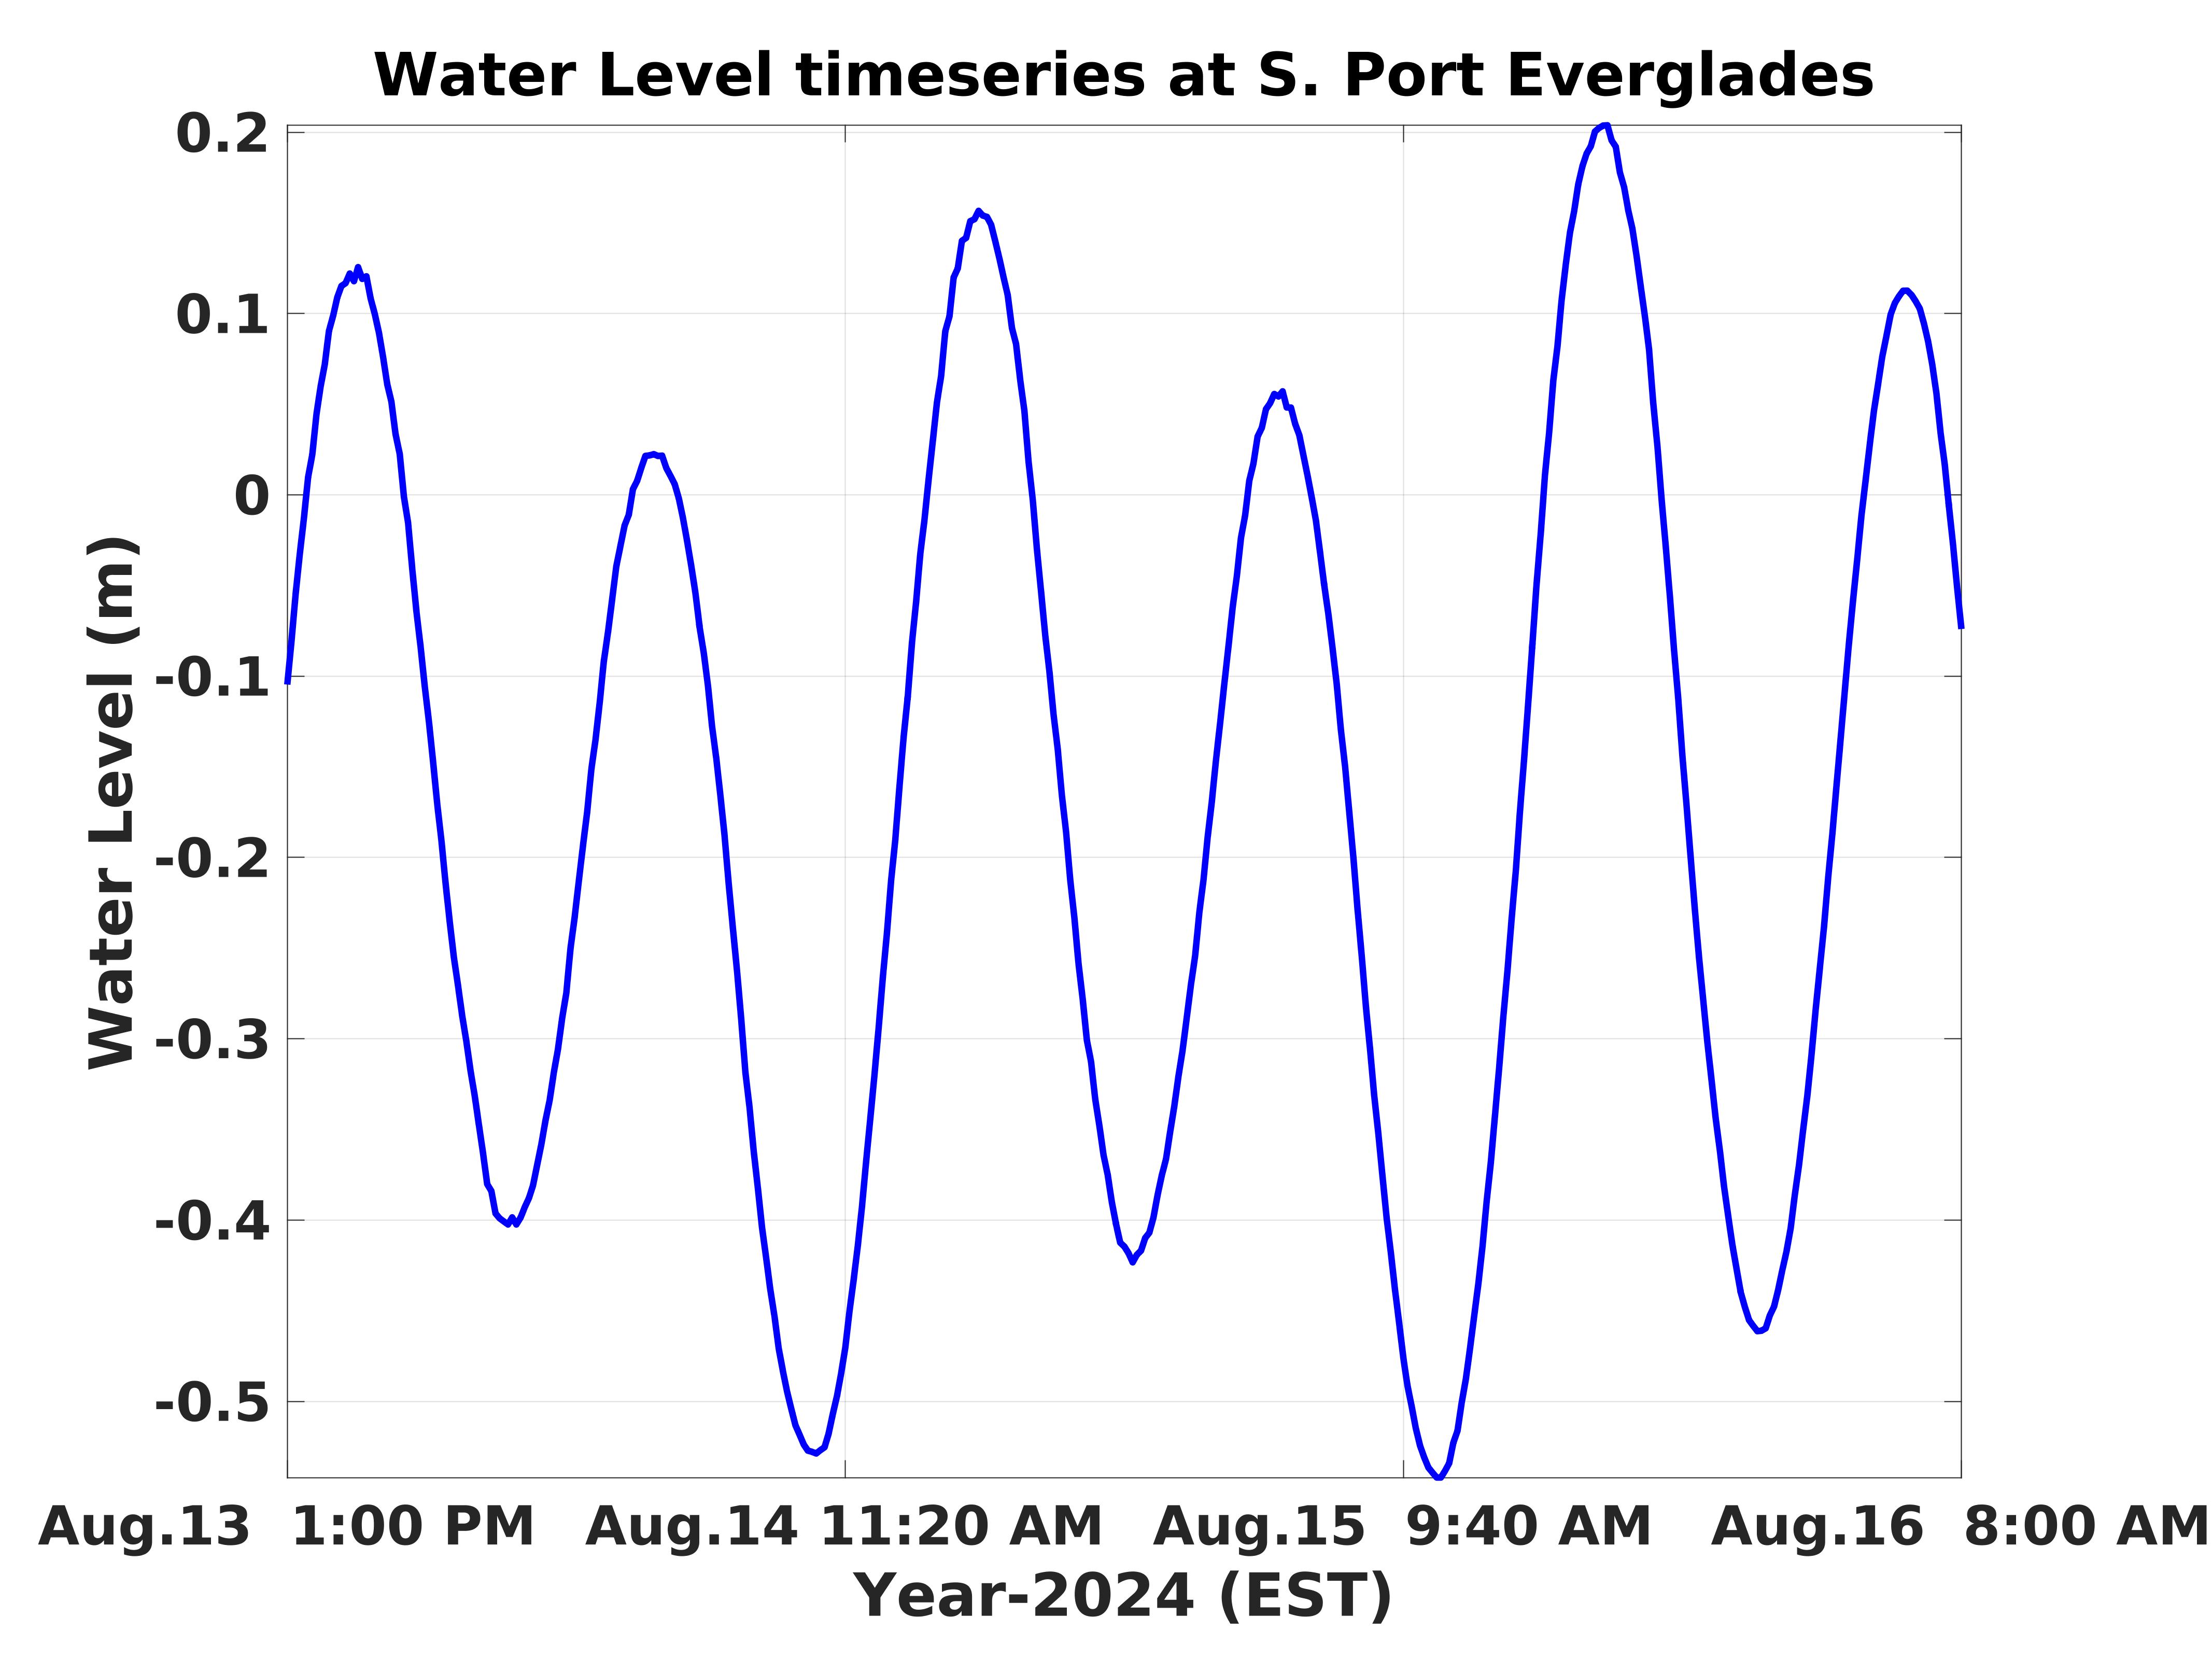 Water Level timeseries at S. Port Everglades
0.2
0.1
0
-0.1
-0.2
-0.3
-0.4
-0.5
Water Level (m)
Aug.13 1:00 PM Aug.14 11:20 AM Aug.15 9:40 AM Aug.16 8:00 AM
Year-2024 (EST)